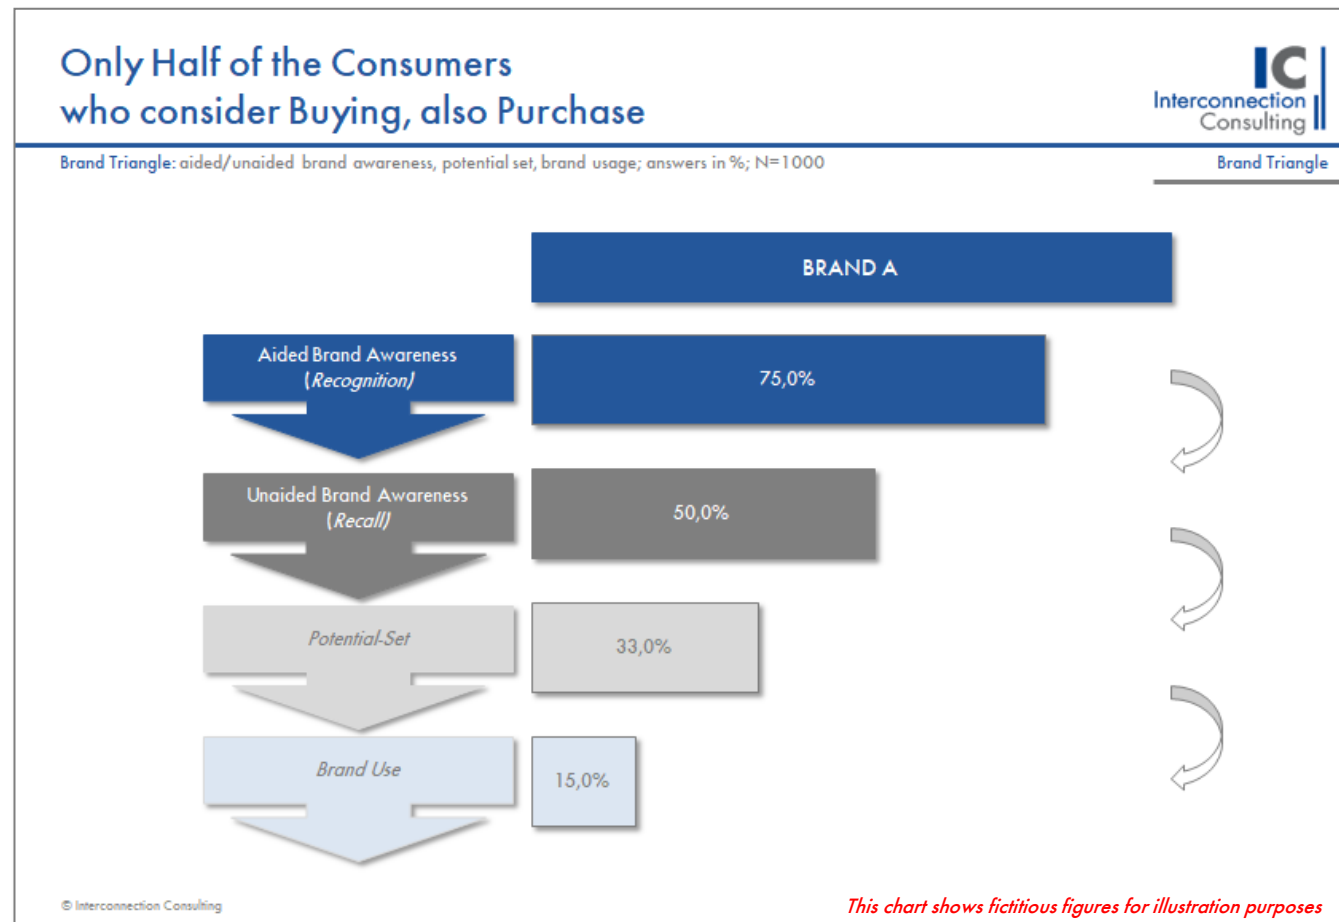 Only Half of the Consumers
who consider Buying, also Purchase
IC
Interconnection
Consulting
Brand Triangle: aided/unaided brand awareness, potential set, brand usage; answers in %; N=1000
Brand Triangle
BRAND A
Aided Brand Awareness
(Recognition)
75,0%
Unaided Brand Awareness
(Recall)
50,0%
Potential-Set
33,0%
Brand Use
15,0%
© Interconnection Consulting
This chart shows fictitious figures for illustration purposes